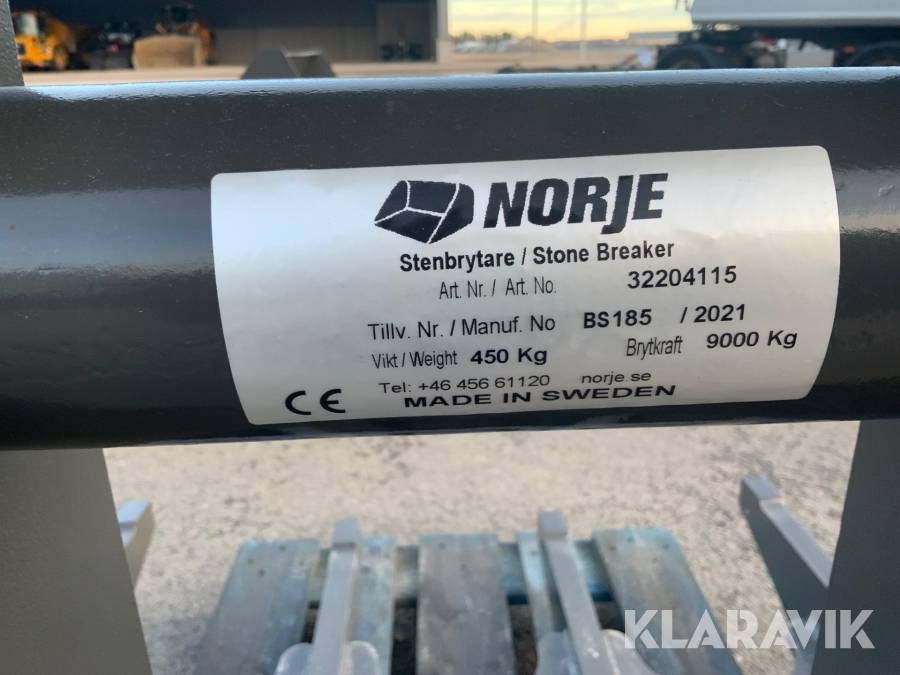 NORJE
Stenbrytare / Stone Breaker
Art. Nr. / Art. No. 32204115
Tillv. Nr. / Manuf. No BS185 / 2021
Vikt / Weight 450 Kg Brytkraft 9000 Kg
Tel: +46 456 61120 norje.se
CE MADE IN SWEDEN
KLARAVIK